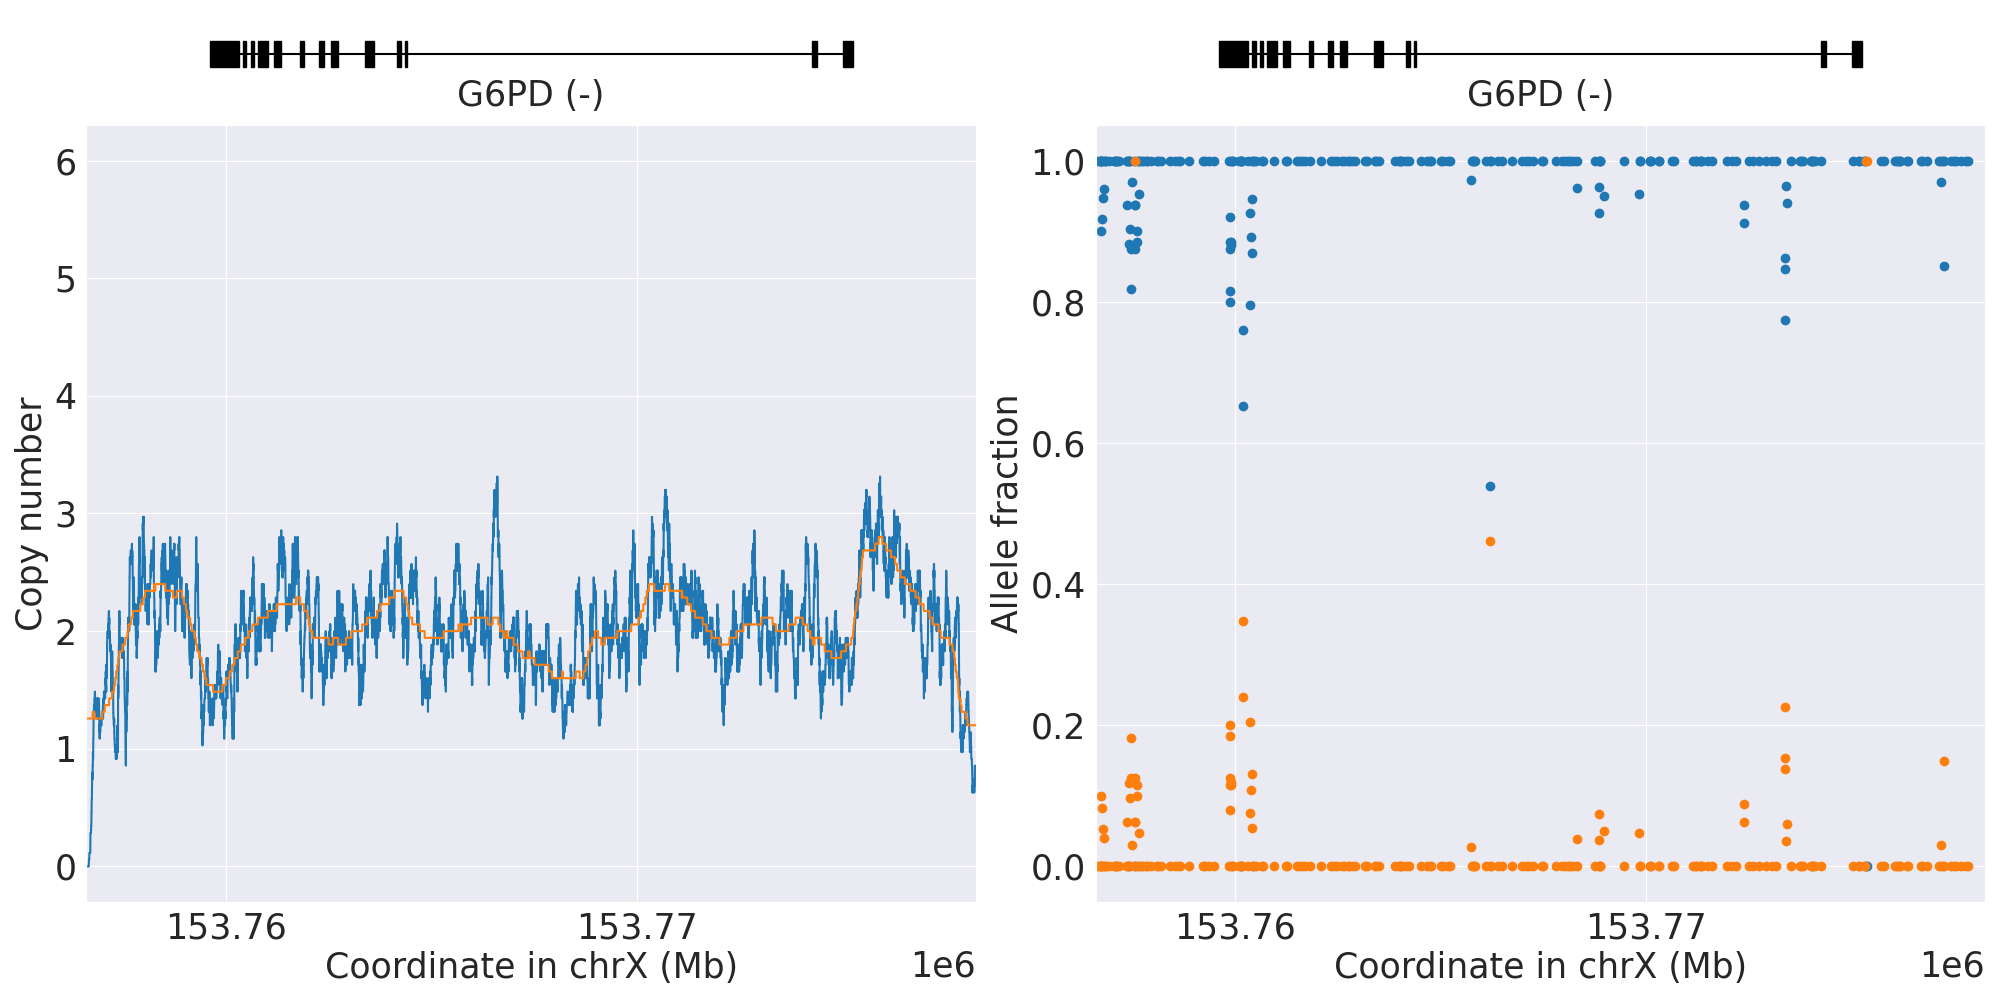 G6PD (-)
G6PD (-)
Copy number
6
5
4
3
2
1
0
153.76
153.77
Coordinate in chrX (Mb)
1e6
Allele fraction
1.0
0.8
0.6
0.4
0.2
0.0
153.76
153.77
Coordinate in chrX (Mb)
1e6